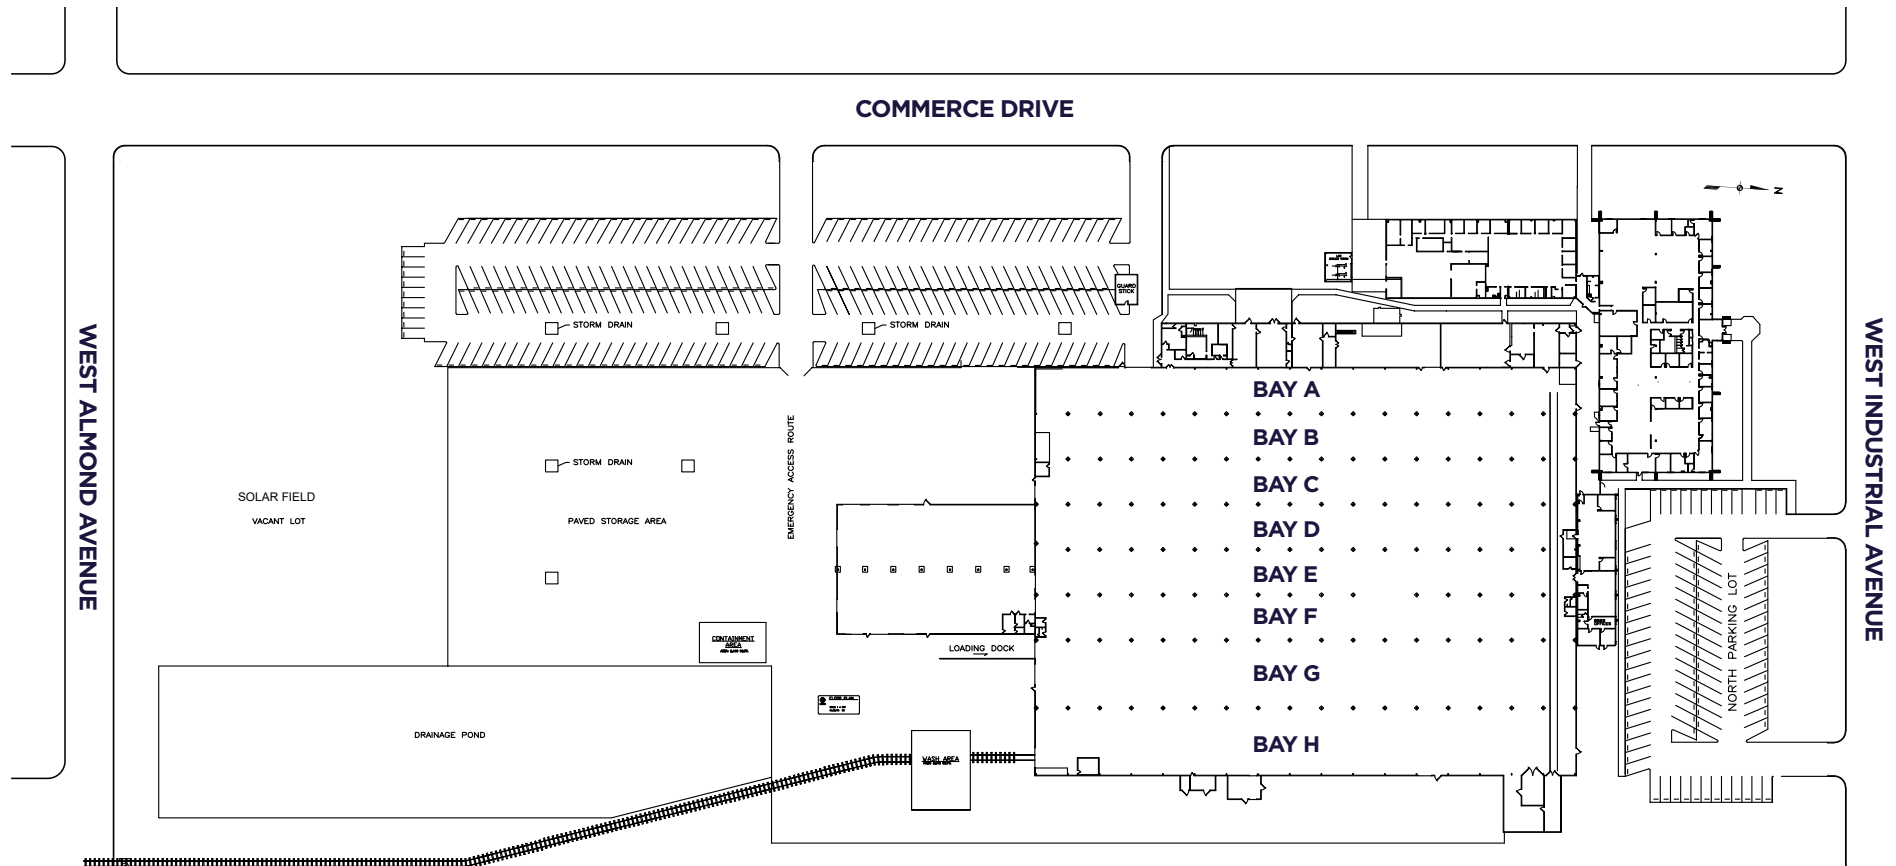 COMMERCE DRIVE
N
GUARD
STICK
STORM DRAIN
STORM DRAIN
WEST ALMOND AVENUE
WEST INDUSTRIAL AVENUE
BAY A
BAY B
BAY C
BAY D
BAY E
BAY F
BAY G
BAY H
EMERGENCY ACCESS ROUTE
STORM DRAIN
SOLAR FIELD
VACANT LOT
PAVED STORAGE AREA
NORTH PARKING LOT
CONTAINMENT
AREA
LOADING DOCK
DRAINAGE POND
WASH AREA